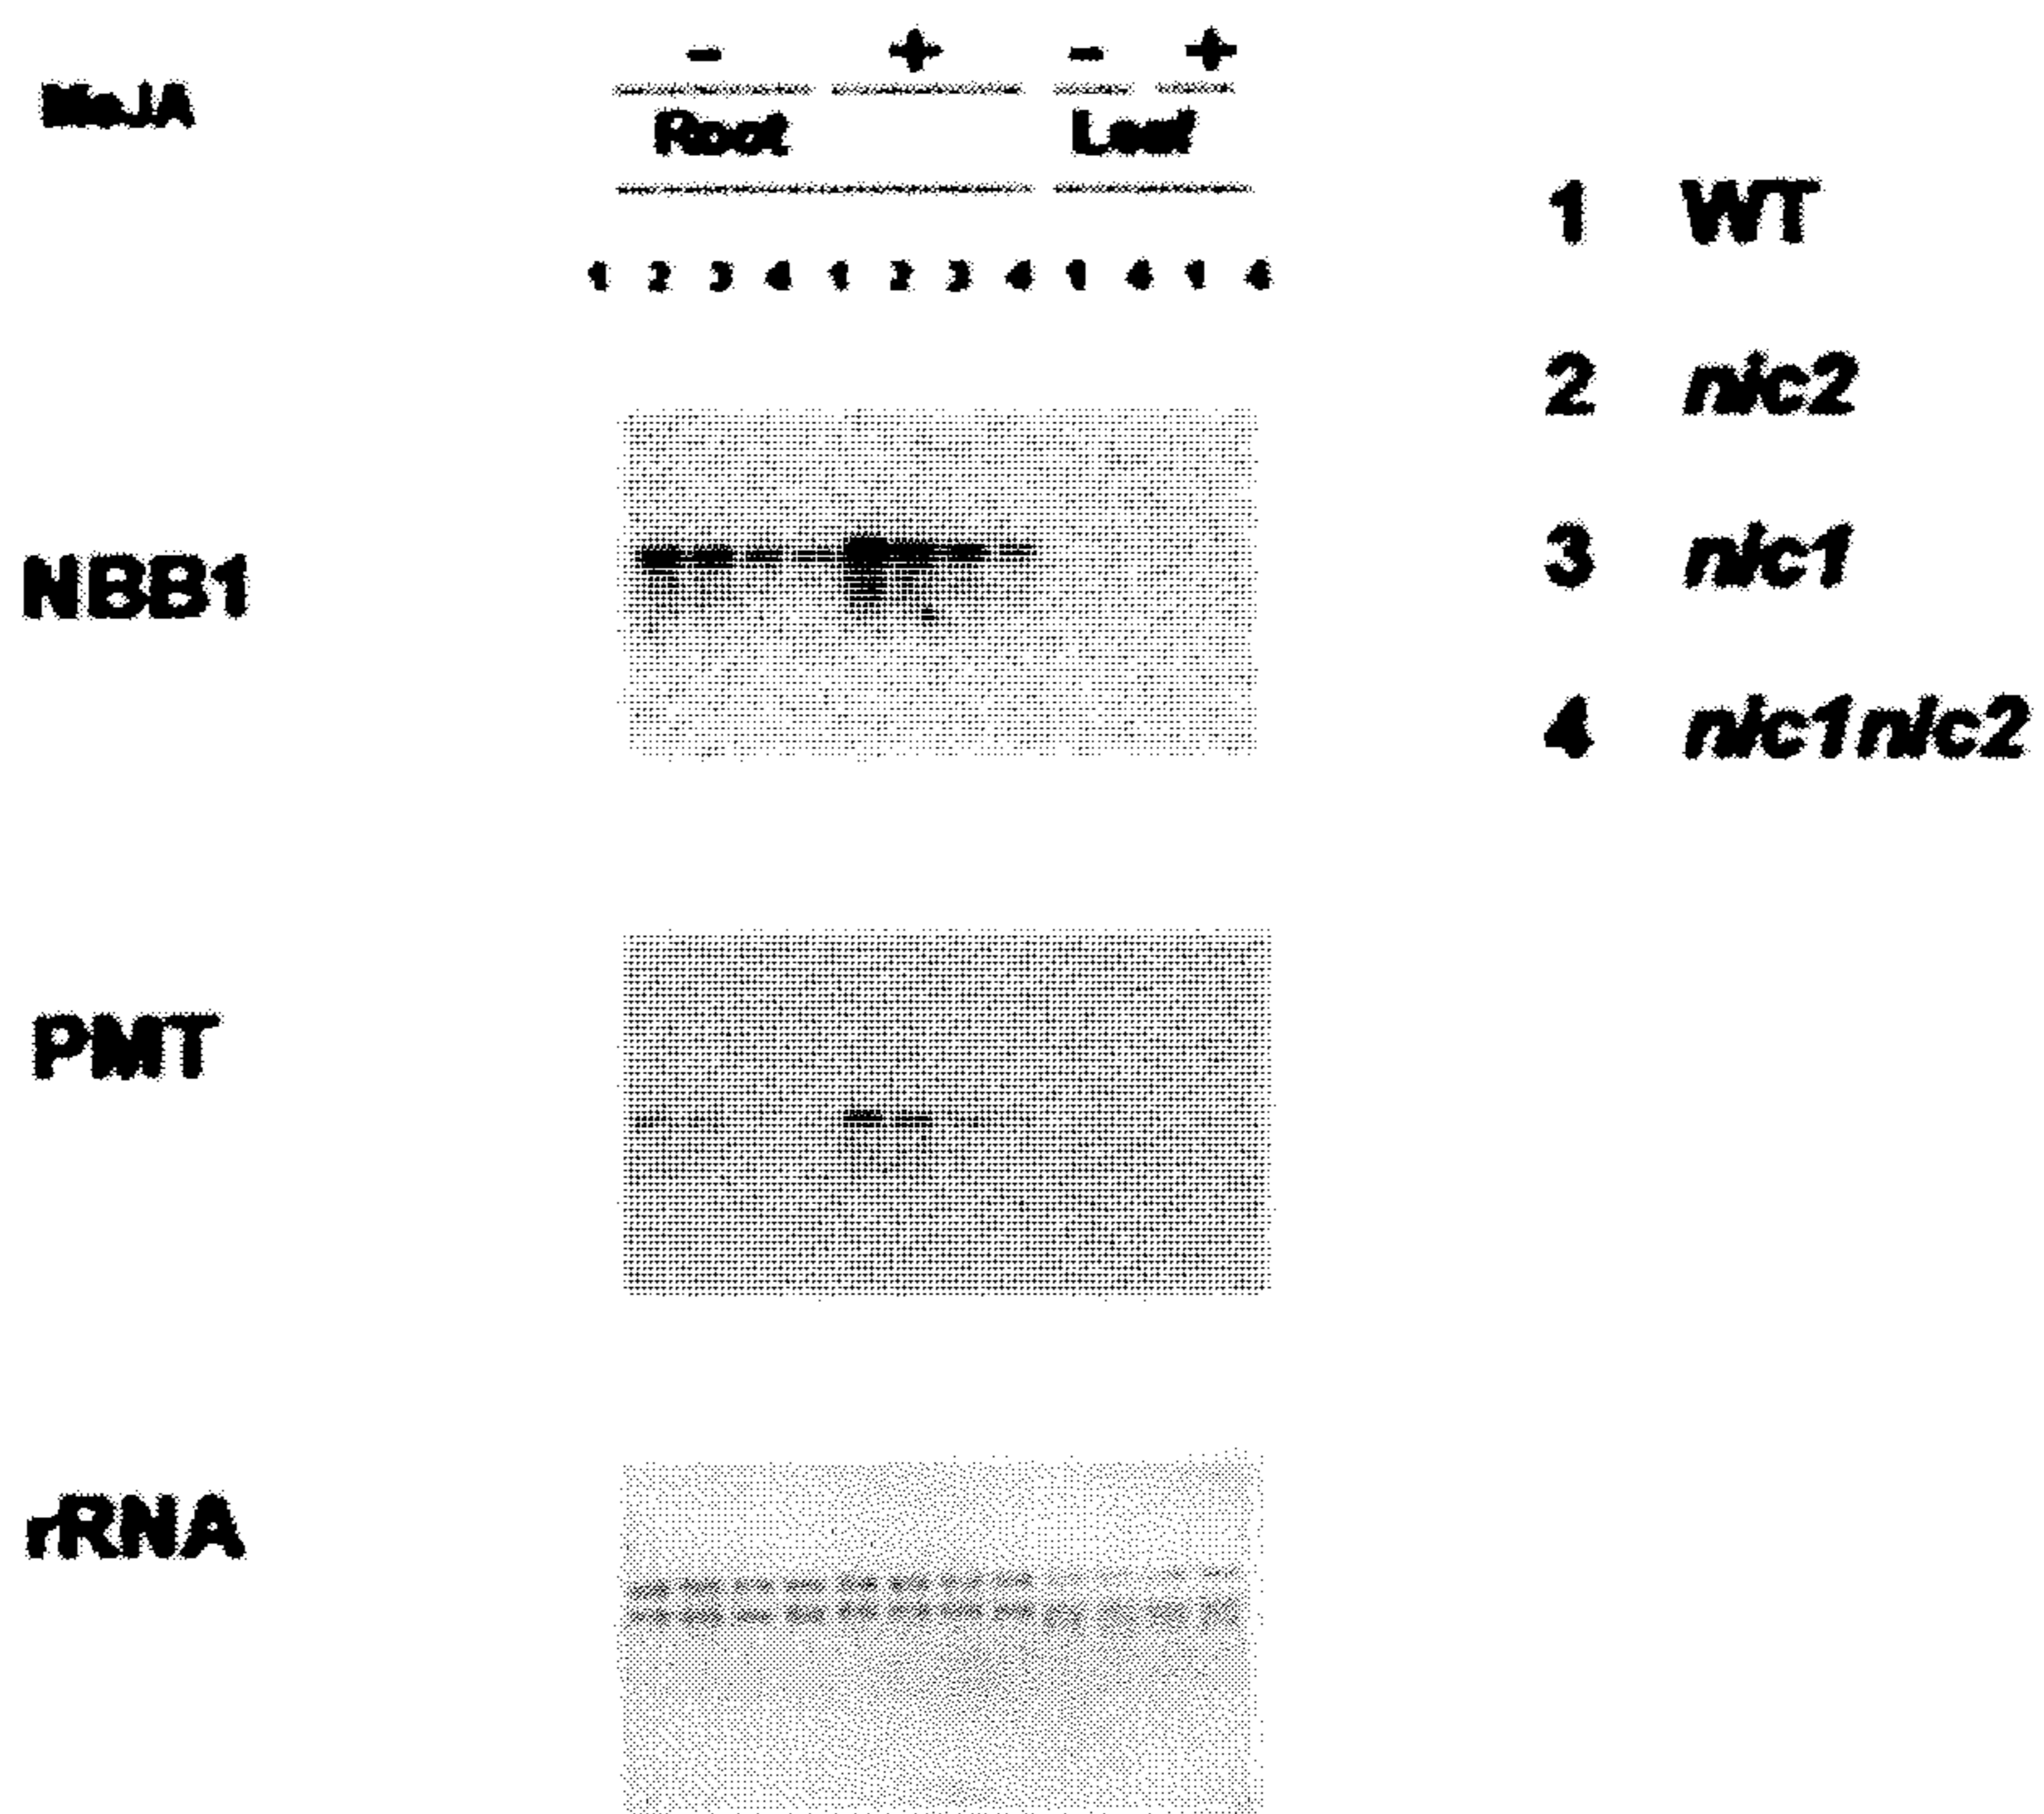 - + - +
MeJA
Root Leaf
1 2 3 4 1 2 3 4 1 4 1 4
1 WT
2 nic2
3 nic1
4 nic1nic2
NBB1
PMT
rRNA